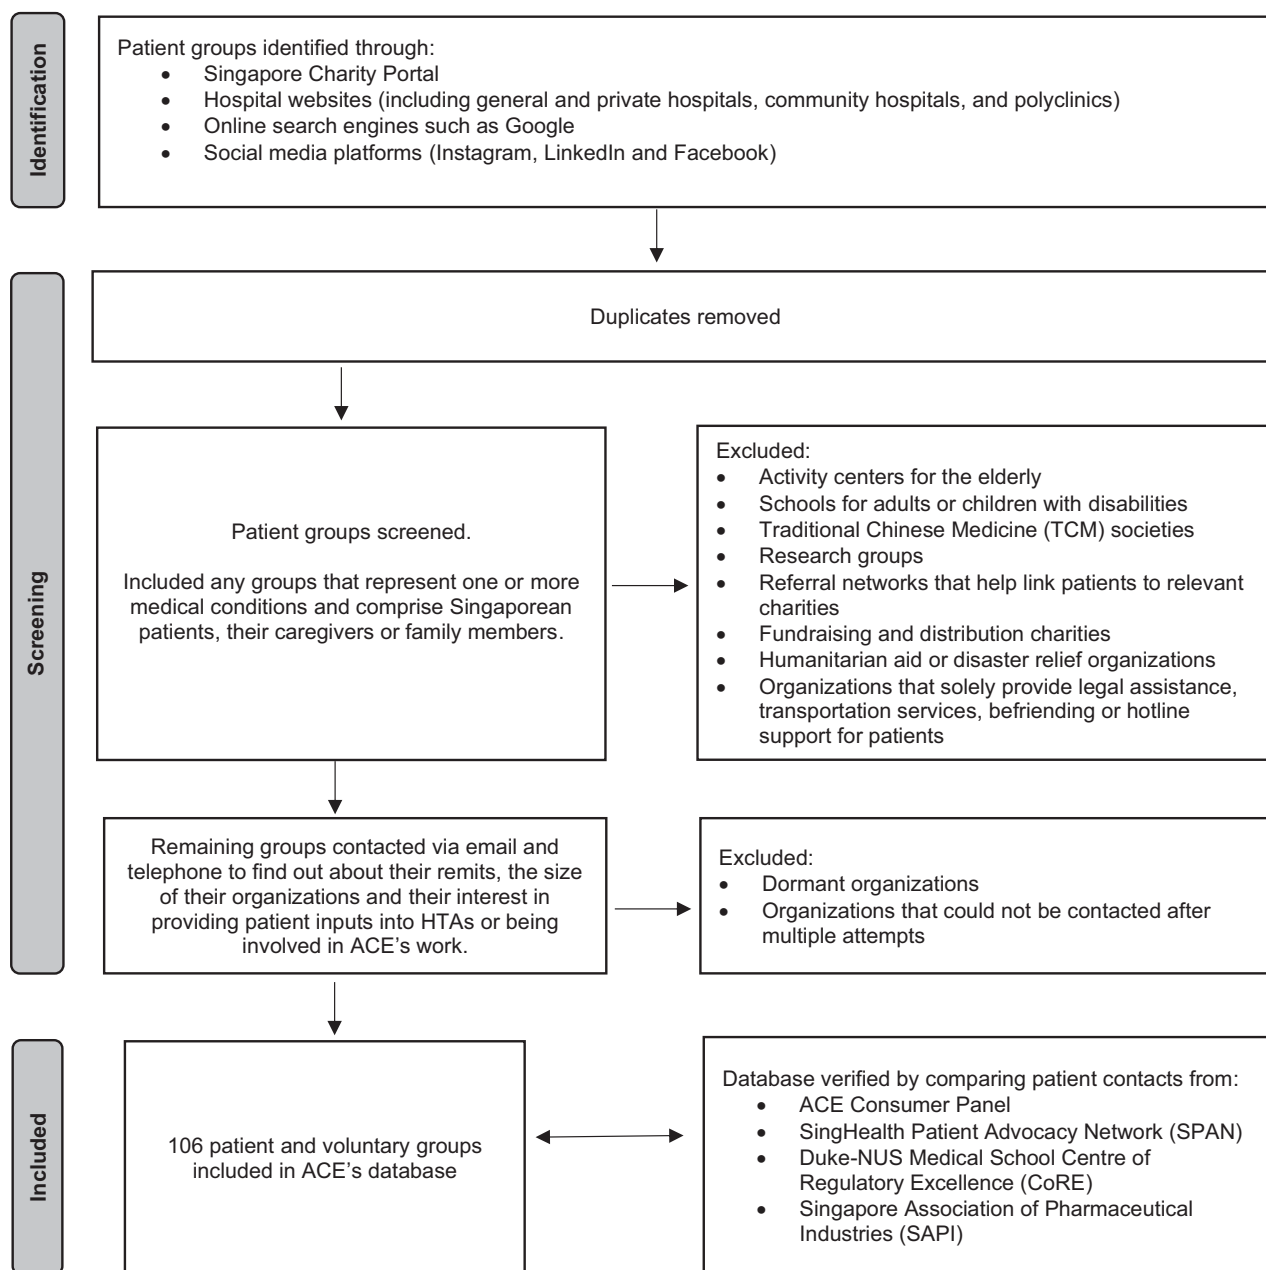 Identification
Patient groups identified through:
• Singapore Charity Portal
• Hospital websites (including general and private hospitals, community hospitals, and polyclinics)
• Online search engines such as Google
• Social media platforms (Instagram, LinkedIn and Facebook)
Screening
Duplicates removed
Patient groups screened.
Included any groups that represent one or more
medical conditions and comprise Singaporean
patients, their caregivers or family members.
Excluded:
• Activity centers for the elderly
• Schools for adults or children with disabilities
• Traditional Chinese Medicine (TCM) societies
• Research groups
• Referral networks that help link patients to relevant
charities
• Fundraising and distribution charities
• Humanitarian aid or disaster relief organizations
• Organizations that solely provide legal assistance,
transportation services, befriending or hotline
support for patients
Remaining groups contacted via email and
telephone to find out about their remits, the size
of their organizations and their interest in
providing patient inputs into HTAs or being
involved in ACE’s work.
Excluded:
• Dormant organizations
• Organizations that could not be contacted after
multiple attempts
Included
106 patient and voluntary groups
included in ACE’s database
Database verified by comparing patient contacts from:
• ACE Consumer Panel
• SingHealth Patient Advocacy Network (SPAN)
• Duke-NUS Medical School Centre of
Regulatory Excellence (CoRE)
• Singapore Association of Pharmaceutical
Industries (SAPI)